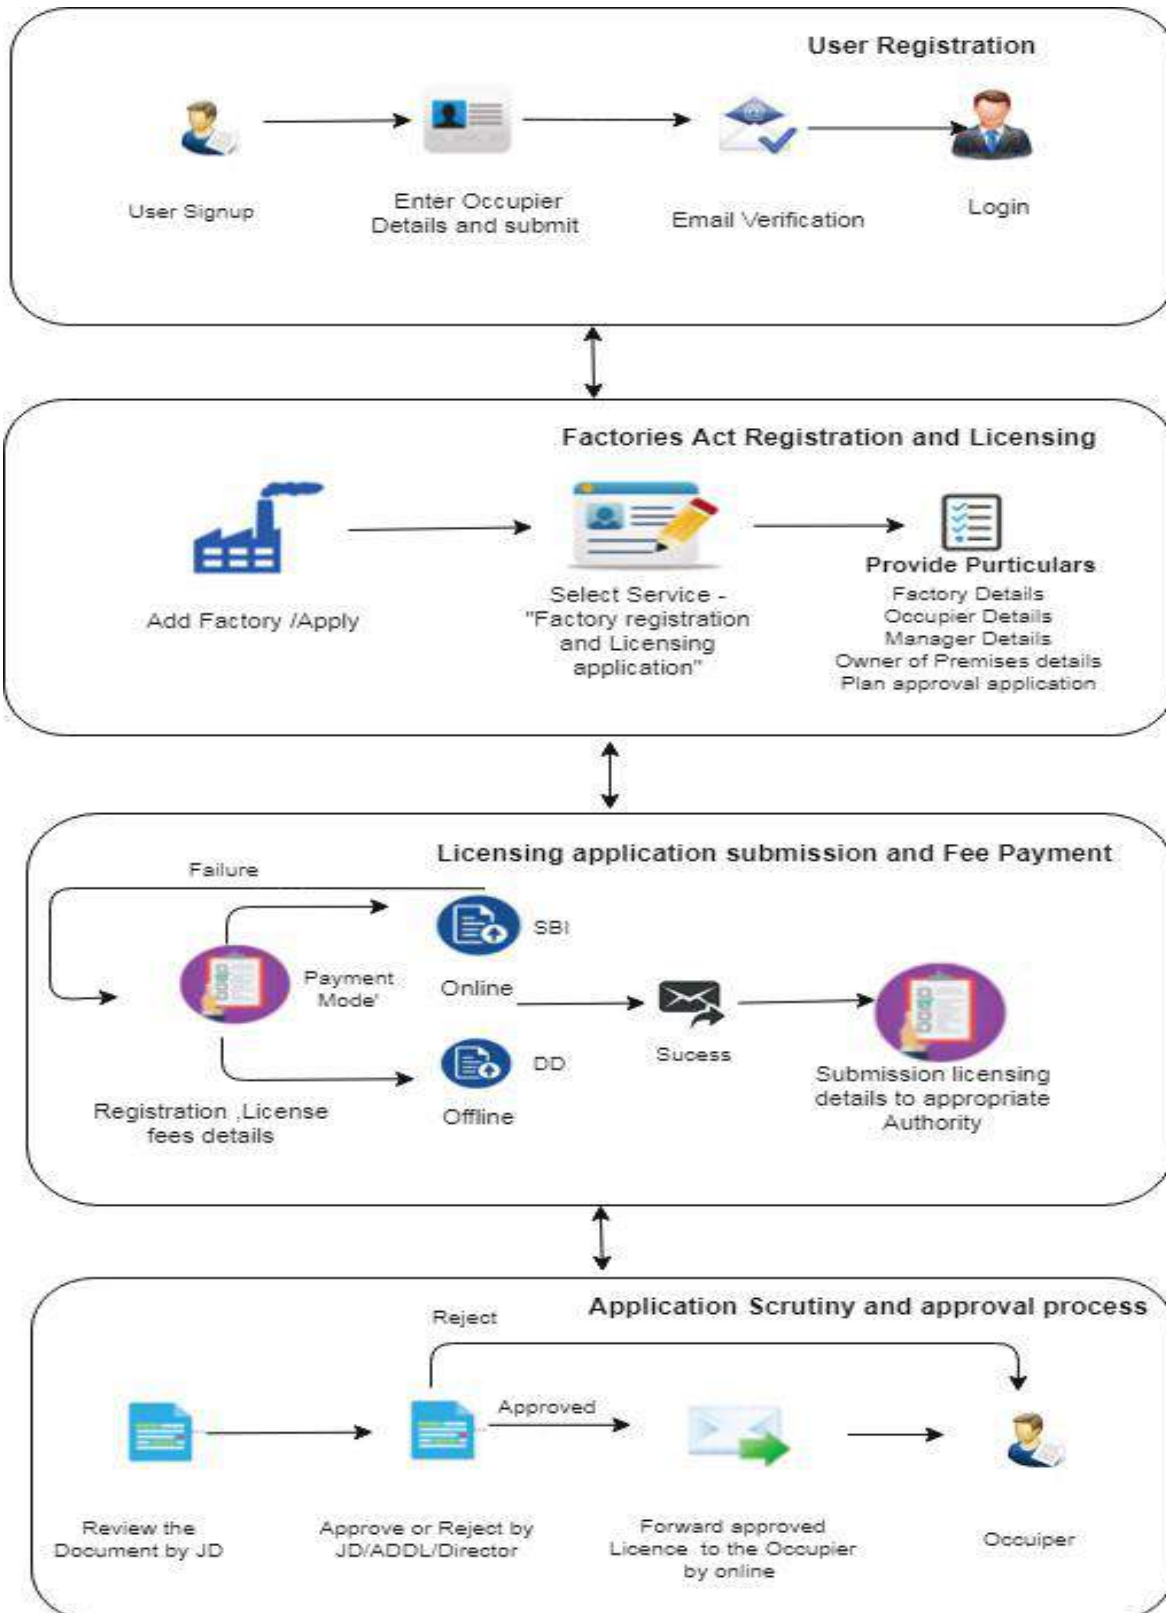 User Registration
User Signup
Enter Occupier
Details and submit
Email Verification
Login
Factories Act Registration and Licensing
Add Factory /Apply
Select Service -
"Factory registration
and Licensing
application"
Provide Purticulars
Factory Details
Occupier Details
Manager Details
Owner of Premises details
Plan approval application
Licensing application submission and Fee Payment
Failure
SBI
Payment
Mode'
Online
Sucess
DD
Offline
Registration ,License
fees details
Submission licensing
details to appropriate
Authority
Application Scrutiny and approval process
Reject
Approved
Review the
Document by JD
Approve or Reject by
JD/ADDL/Director
Forward approved
Licence to the Occupier
by online
Occuiper